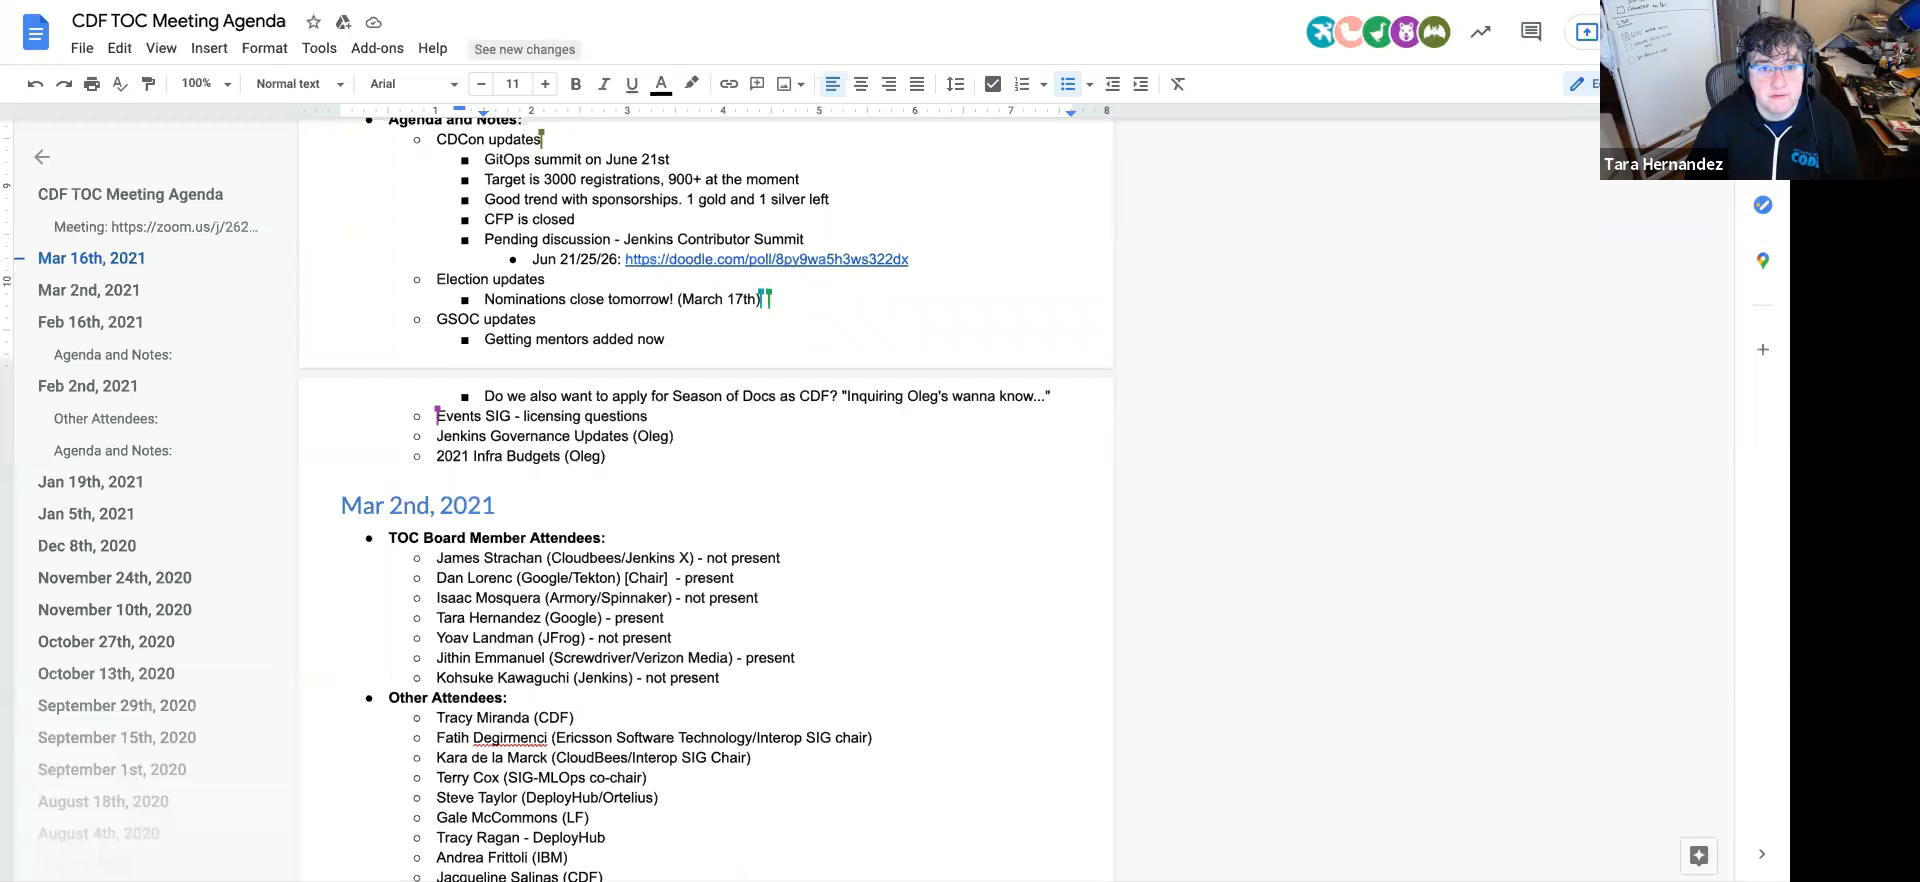 CDF TOC Meeting Agenda
File Edit View Insert Format Tools Add-ons Help See new changes
100% Normal text Arial 11 B I U A
1 2 3 4 5 6 7 8
Tara Hernandez
CDF TOC Meeting Agenda
Meeting: https://zoom.us/j/262...
Mar 16th, 2021
Mar 2nd, 2021
Feb 16th, 2021
Agenda and Notes:
Feb 2nd, 2021
Other Attendees:
Agenda and Notes:
Jan 19th, 2021
Jan 5th, 2021
Dec 8th, 2020
November 24th, 2020
November 10th, 2020
October 27th, 2020
October 13th, 2020
September 29th, 2020
September 15th, 2020
September 1st, 2020
August 18th, 2020
August 4th, 2020
9
10
Agenda and Notes:
CDCon updates
GitOps summit on June 21st
Target is 3000 registrations, 900+ at the moment
Good trend with sponsorships. 1 gold and 1 silver left
CFP is closed
Pending discussion - Jenkins Contributor Summit
Jun 21/25/26: https://doodle.com/poll/8py9wa5h3ws322dx
Election updates
Nominations close tomorrow! (March 17th)
GSOC updates
Getting mentors added now
Do we also want to apply for Season of Docs as CDF? "Inquiring Oleg's wanna know..."
Events SIG - licensing questions
Jenkins Governance Updates (Oleg)
2021 Infra Budgets (Oleg)
Mar 2nd, 2021
TOC Board Member Attendees:
James Strachan (Cloudbees/Jenkins X) - not present
Dan Lorenc (Google/Tekton) [Chair] - present
Isaac Mosquera (Armory/Spinnaker) - not present
Tara Hernandez (Google) - present
Yoav Landman (JFrog) - not present
Jithin Emmanuel (Screwdriver/Verizon Media) - present
Kohsuke Kawaguchi (Jenkins) - not present
Other Attendees:
Tracy Miranda (CDF)
Fatih Degirmenci (Ericsson Software Technology/Interop SIG chair)
Kara de la Marck (CloudBees/Interop SIG Chair)
Terry Cox (SIG-MLOps co-chair)
Steve Taylor (DeployHub/Ortelius)
Gale McCommons (LF)
Tracy Ragan - DeployHub
Andrea Frittoli (IBM)
Jacqueline Salinas (CDF)